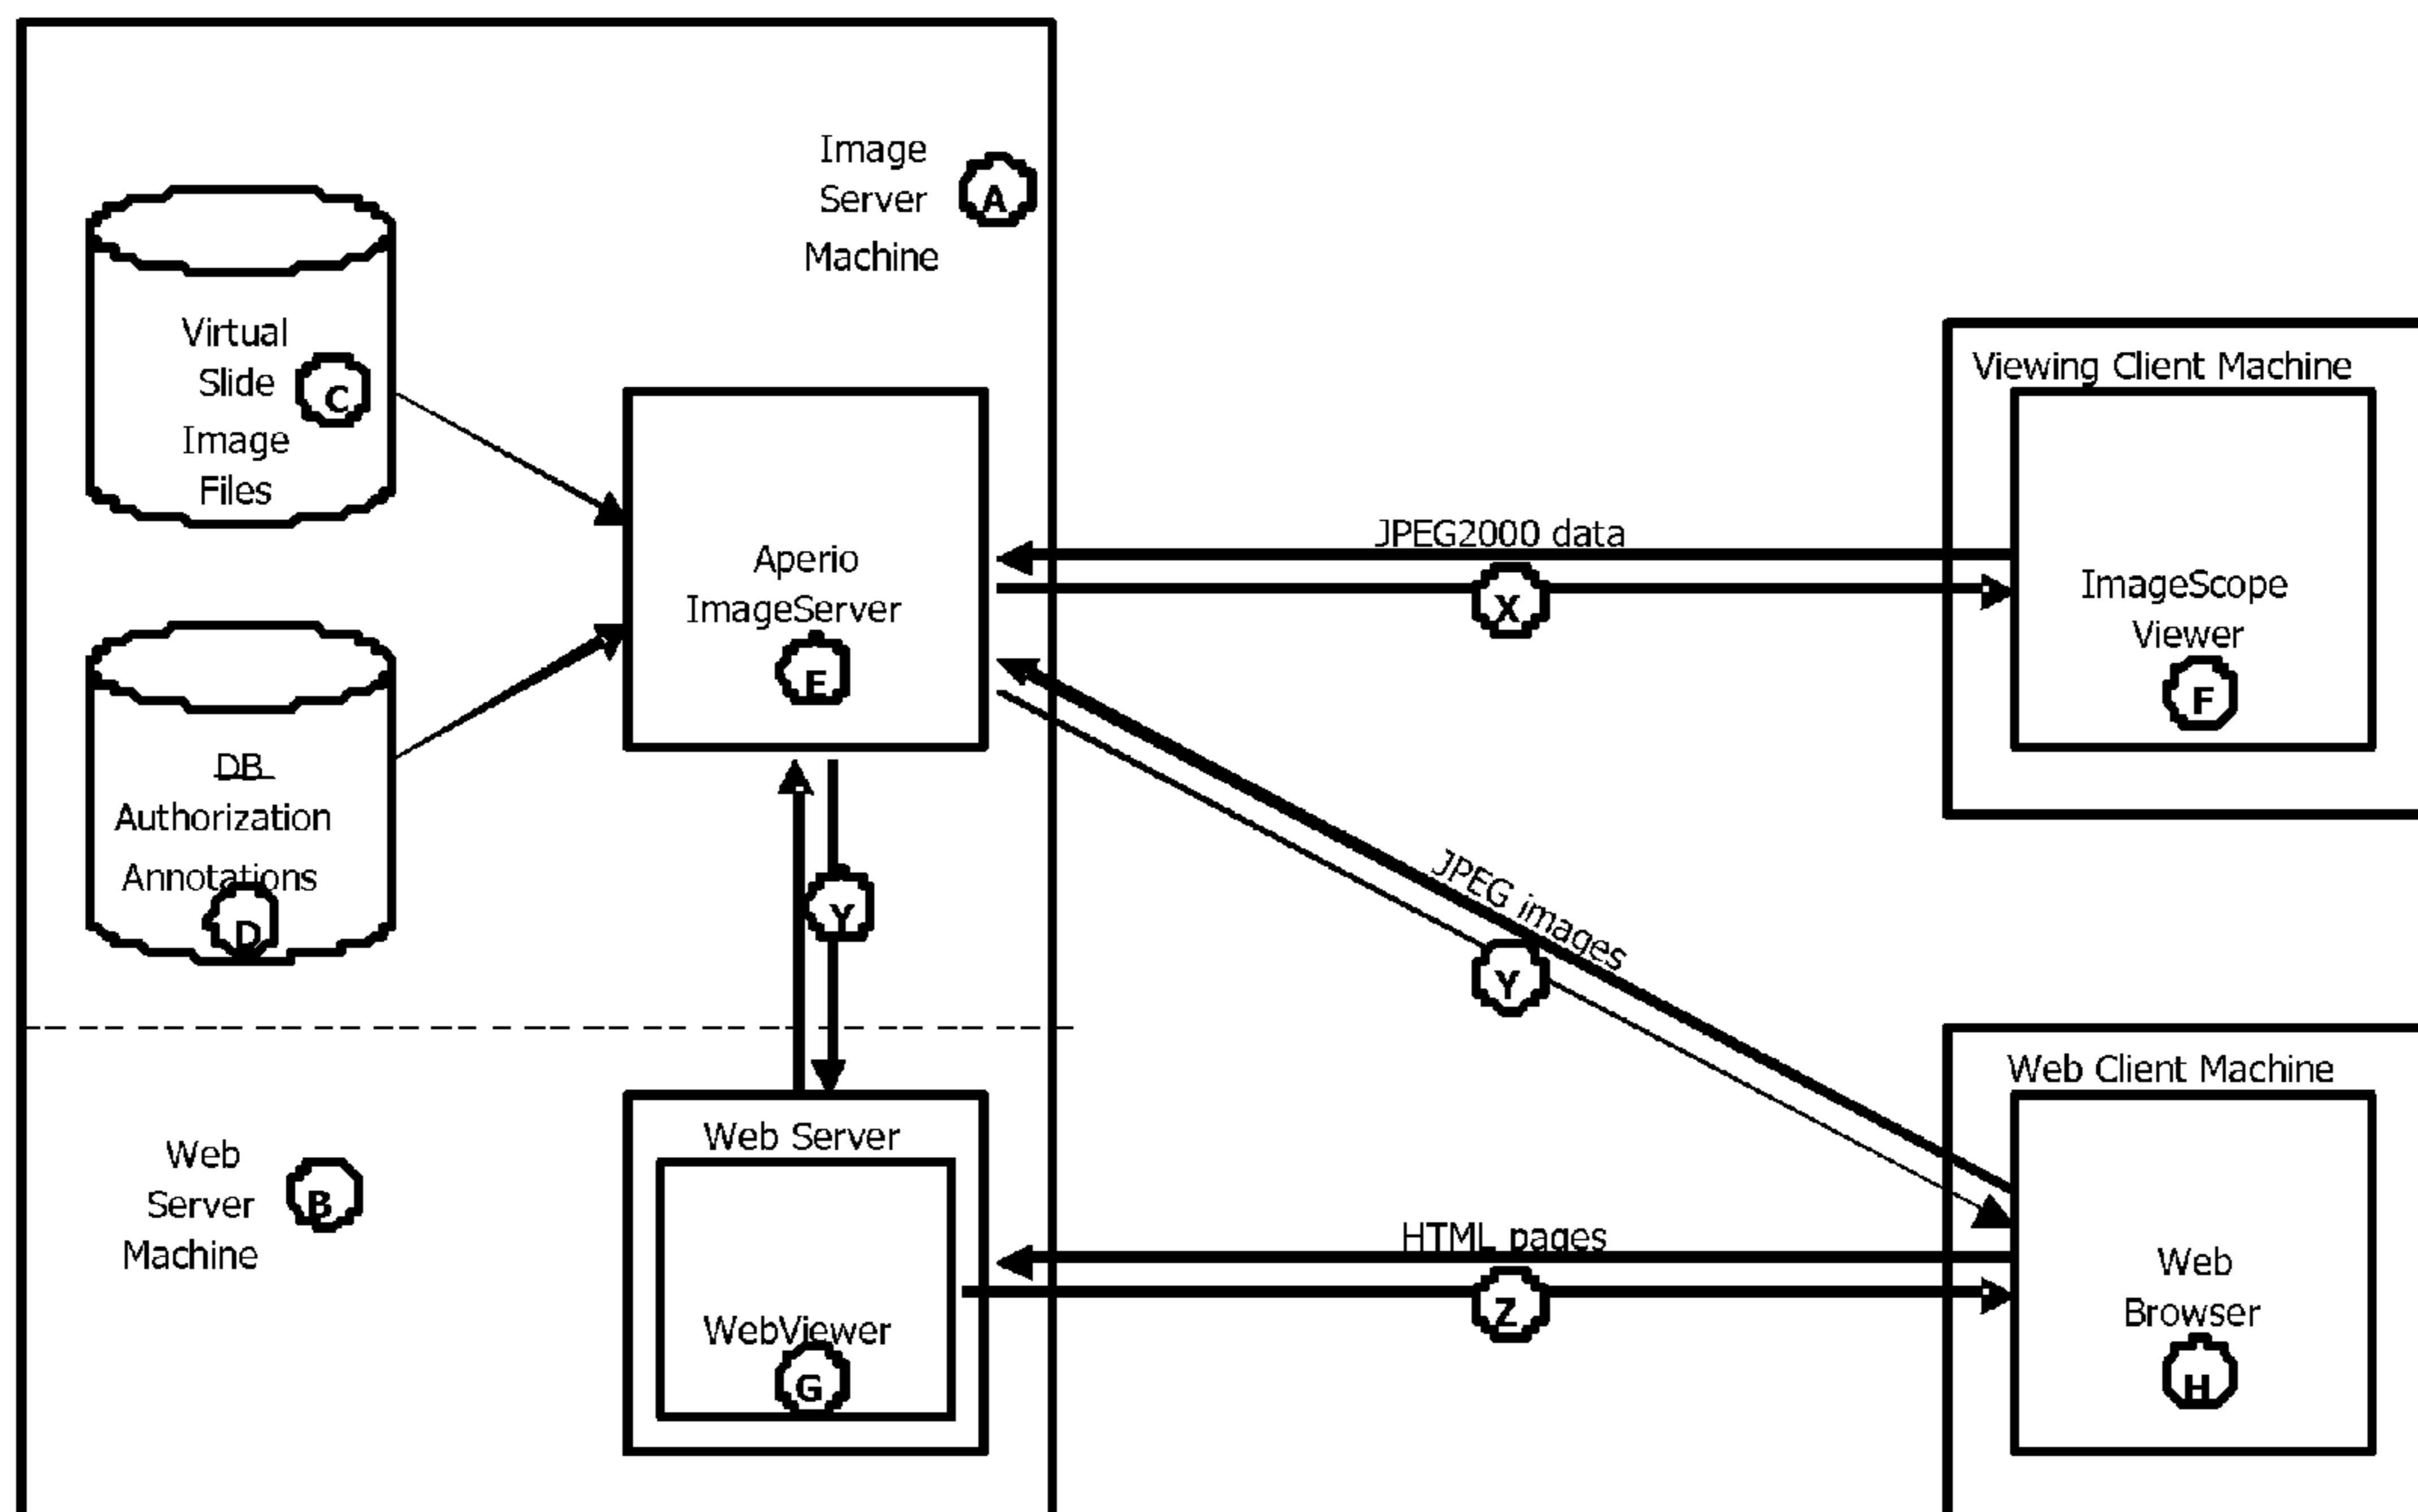 Image
Server
Machine
A
Virtual
Slide
Image
Files
C
DB
Authorization
Annotations
D
Aperio
ImageServer
E
JPEG2000 data
X
Viewing Client Machine
ImageScope
Viewer
F
Y
JPEG images
Y
Web
Server
Machine
B
Web Server
WebViewer
G
HTML pages
Z
Web Client Machine
Web
Browser
H